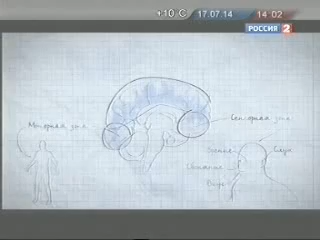 +10 C 17.07.14 14:02
РОССИЯ 2
Моторная зона
Сенсорная зона
Зрение
Слух
Обоняние
Вкус